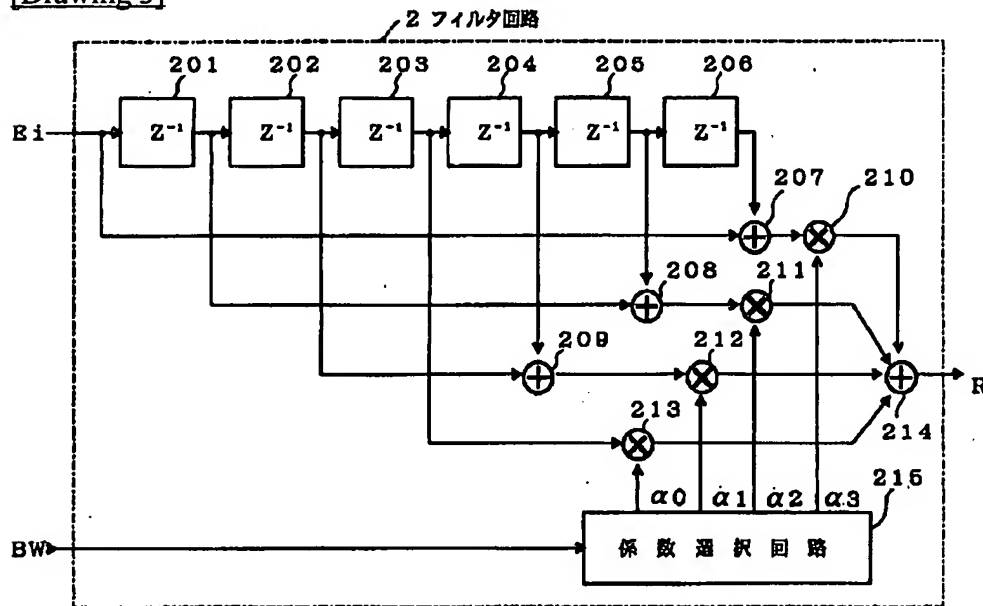 [Drawing 3]
2 フィルタ回路
201 202 203 204 205 206
Ei Z⁻¹ Z⁻¹ Z⁻¹ Z⁻¹ Z⁻¹ Z⁻¹
207 210
208 211
209 212
R
213 214
α0 α1 α2 α3 215
BW 係数選択回路